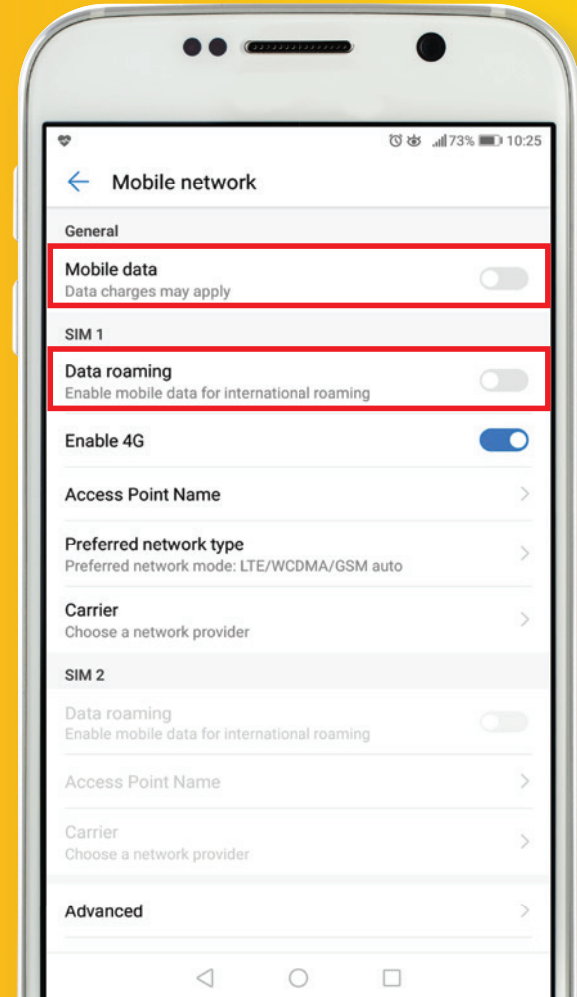 73% 10:25
Mobile network
General
Mobile data
Data charges may apply
SIM 1
Data roaming
Enable mobile data for international roaming
Enable 4G
Access Point Name
Preferred network type
Preferred network mode: LTE/WCDMA/GSM auto
Carrier
Choose a network provider
SIM 2
Data roaming
Enable mobile data for international roaming
Access Point Name
Carrier
Choose a network provider
Advanced